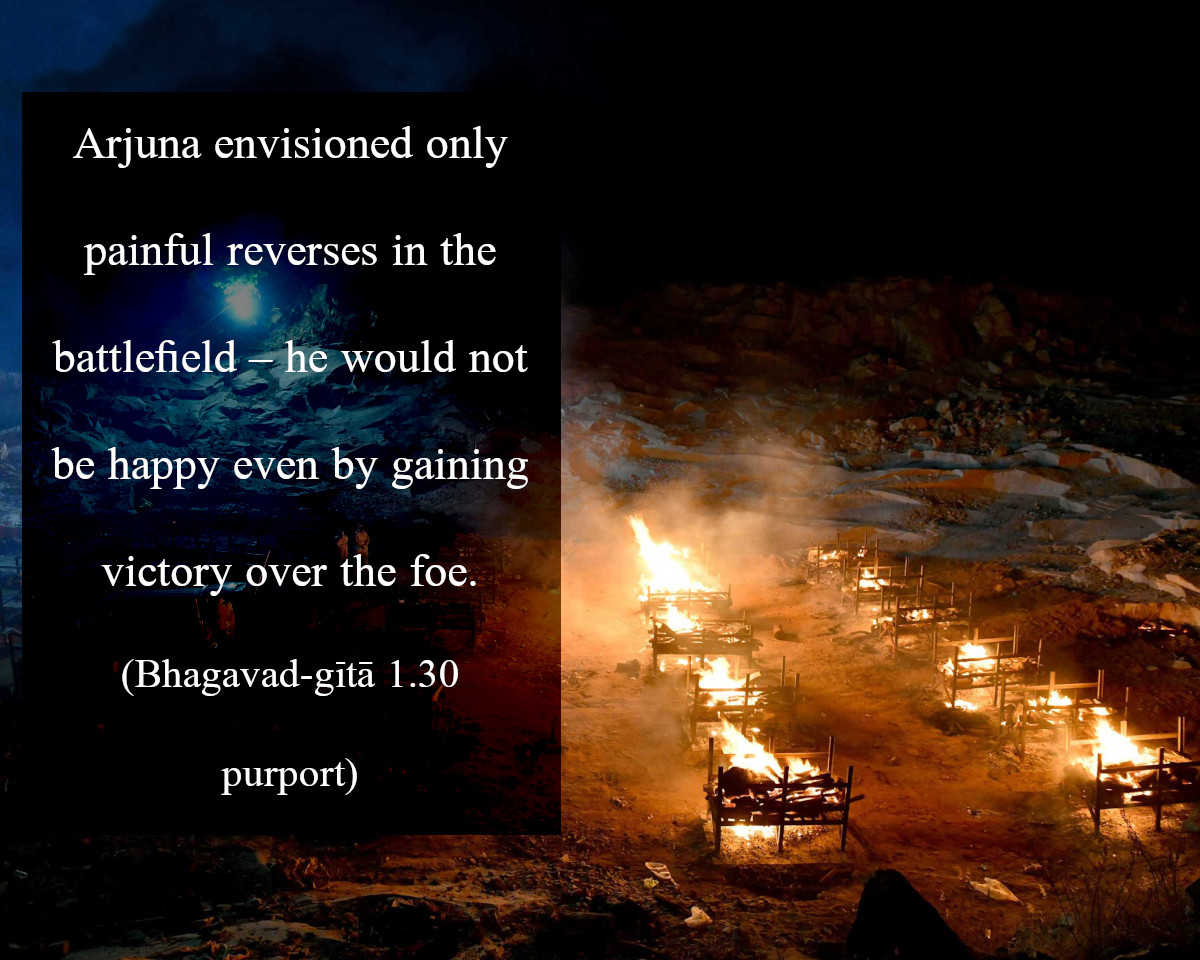 Arjuna envisioned only
painful reverses in the
battlefield – he would not
be happy even by gaining
victory over the foe.
(Bhagavad-gītā 1.30
purport)